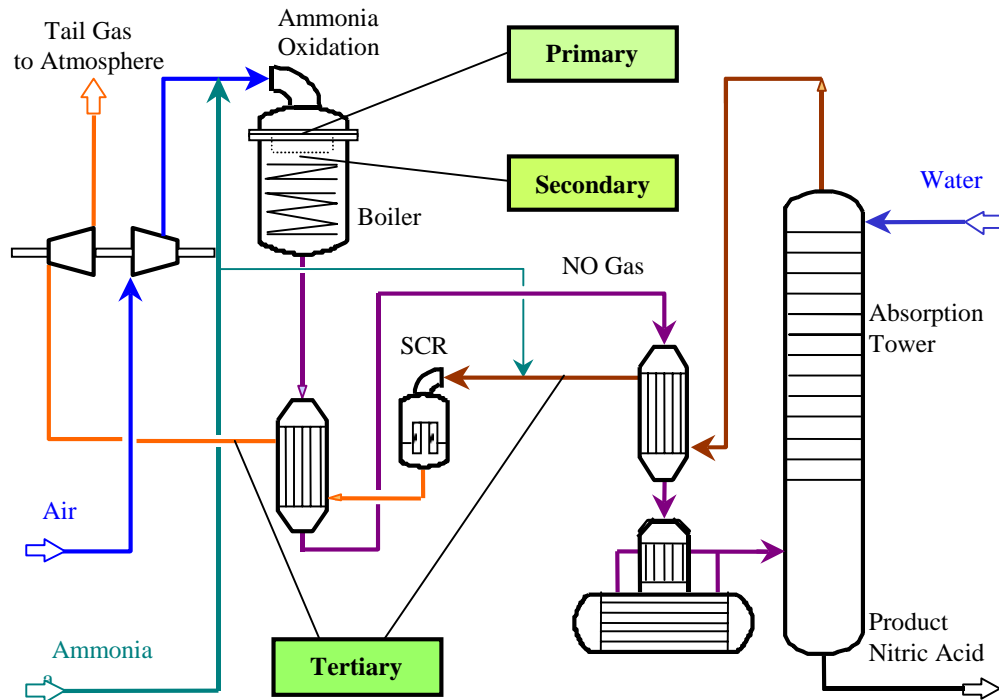 Tail Gas
to Atmosphere
Ammonia
Oxidation
Primary
Secondary
Boiler
Water
NO Gas
Absorption
Tower
SCR
Air
Ammonia
Tertiary
Product
Nitric Acid